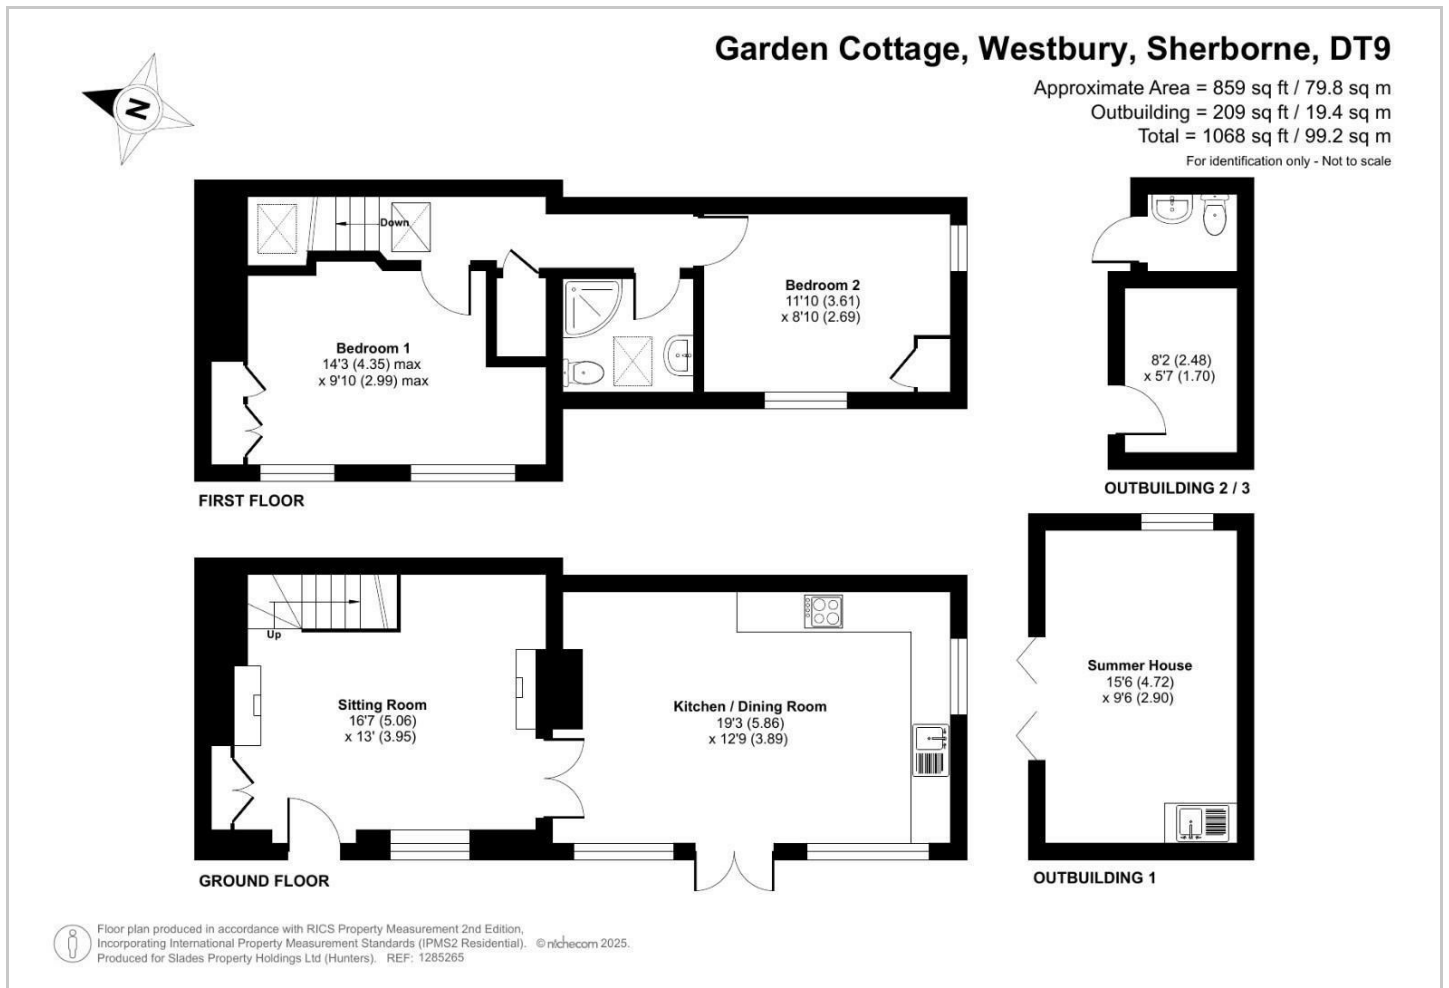 Garden Cottage, Westbury, Sherborne, DT9
Approximate Area = 859 sq ft / 79.8 sq m
Outbuilding = 209 sq ft / 19.4 sq m
Total = 1068 sq ft / 99.2 sq m
For identification only - Not to scale
N
Down
Bedroom 1
14'3 (4.35) max
x 9'10 (2.99) max
Bedroom 2
11'10 (3.61)
x 8'10 (2.69)
FIRST FLOOR
8'2 (2.48)
x 5'7 (1.70)
OUTBUILDING 2 / 3
Up
Sitting Room
16'7 (5.06)
x 13' (3.95)
Kitchen / Dining Room
19'3 (5.86)
x 12'9 (3.89)
GROUND FLOOR
Summer House
15'6 (4.72)
x 9'6 (2.90)
OUTBUILDING 1
Floor plan produced in accordance with RICS Property Measurement 2nd Edition,
Incorporating International Property Measurement Standards (IPMS2 Residential). © nichecom 2025.
Produced for Slades Property Holdings Ltd (Hunters). REF: 1285265